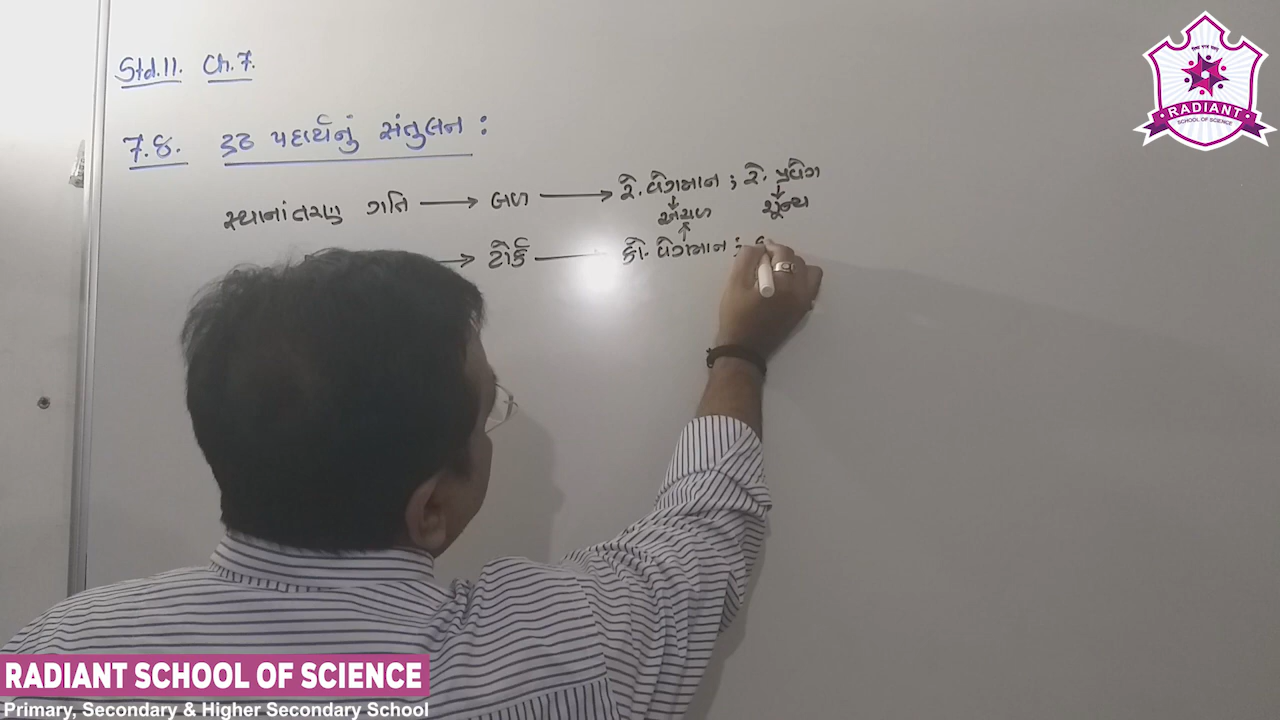 Std.11. Ch.7.
7.8. દૃઢ પદાર્થનું સંતુલન :
સ્થાનાંતરણ ગતિ → બળ → રે. વેગમાન ; રે. પ્રવેગ
અચળ શૂન્ય
→ ટોર્ક — કો. વેગમાન ;
RADIANT
SCHOOL OF SCIENCE
RADIANT SCHOOL OF SCIENCE
Primary, Secondary & Higher Secondary School